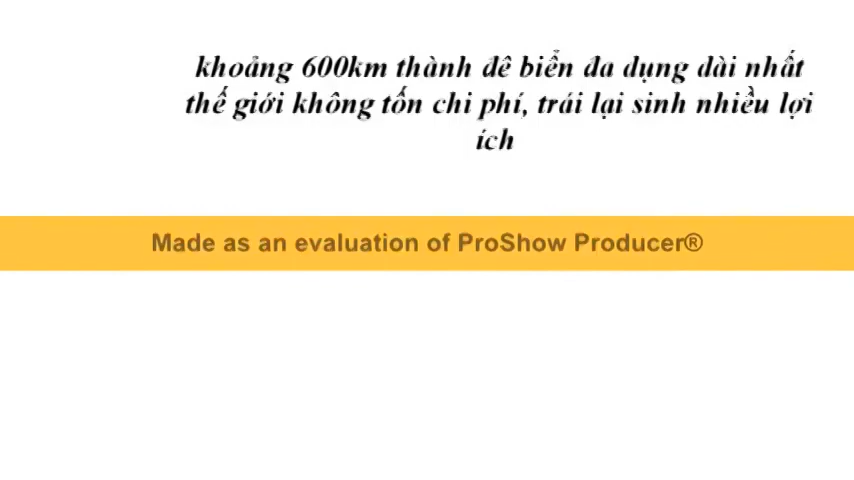 khoảng 600km thành đê biển đa dụng dài nhất
thế giới không tốn chi phí, trái lại sinh nhiều lợi
ích
Made as an evaluation of ProShow Producer®